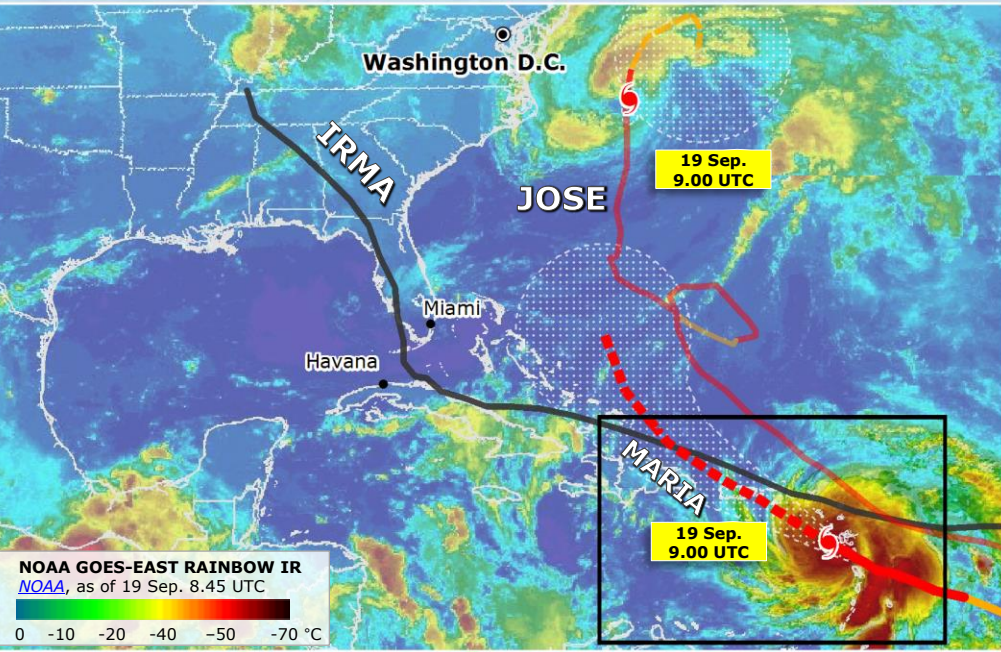 Washington D.C.
IRMA
19 Sep.
9.00 UTC
JOSE
Miami
Havana
MARIA
19 Sep.
9.00 UTC
NOAA GOES-EAST RAINBOW IR
NOAA, as of 19 Sep. 8.45 UTC
0 -10 -20 -40 -50 -70 °C